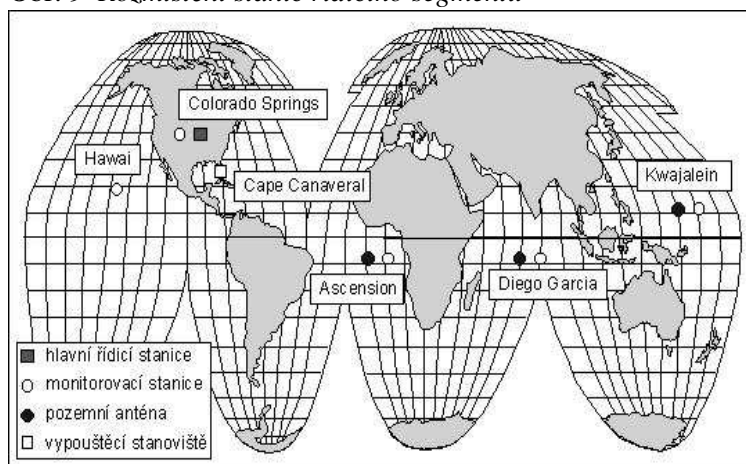 Colorado Springs
Hawai
Cape Canaveral
Kwajalein
Ascension
Diego Garcia
hlavní řídicí stanice
monitorovací stanice
pozemní anténa
vypouštěcí stanoviště